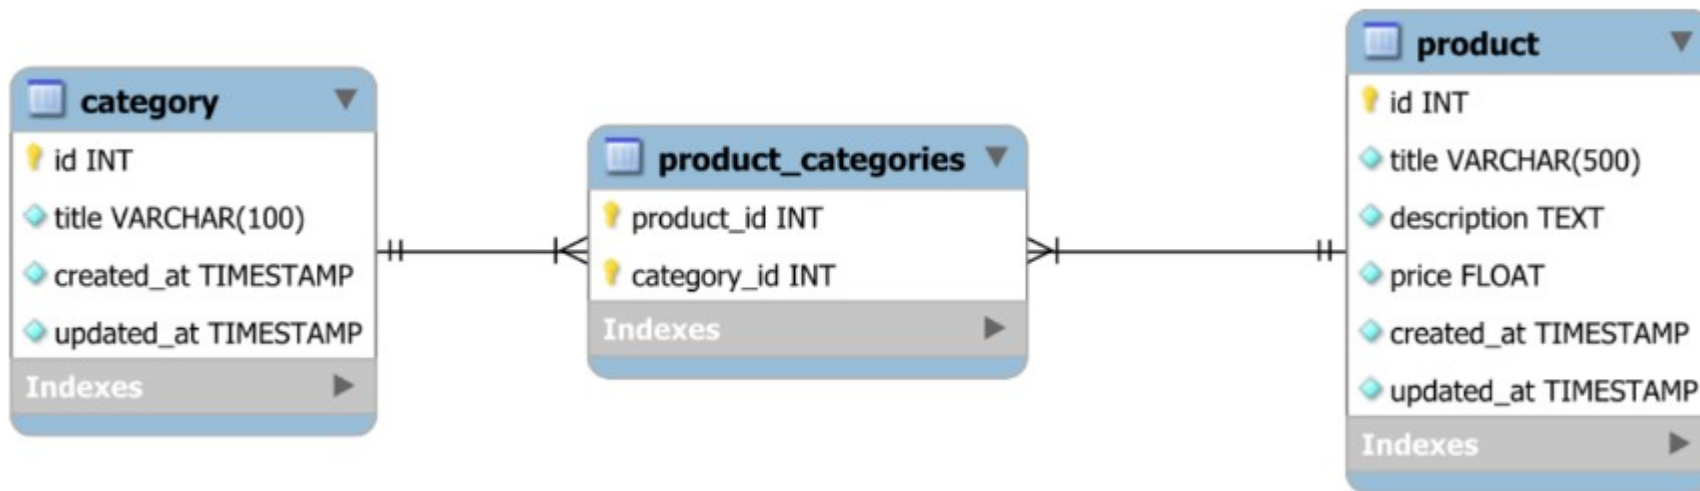 category
id INT
title VARCHAR(100)
created_at TIMESTAMP
updated_at TIMESTAMP
Indexes
product_categories
product_id INT
category_id INT
Indexes
product
id INT
title VARCHAR(500)
description TEXT
price FLOAT
created_at TIMESTAMP
updated_at TIMESTAMP
Indexes